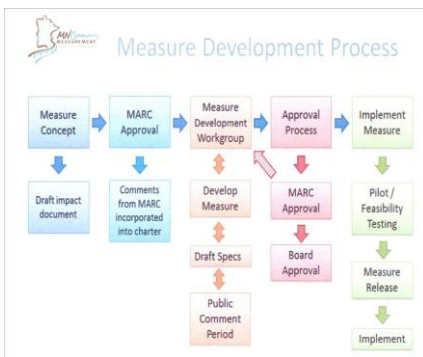 MN Community
MEASUREMENT
Measure Development Process
Measure
Concept
MARC
Approval
Measure
Development
Workgroup
Approval
Process
Implement
Measure
Draft impact
document
Comments
from MARC
incorporated
into charter
Develop
Measure
MARC
Approval
Pilot /
Feasibility
Testing
Draft Specs
Board
Approval
Measure
Release
Public
Comment
Period
Implement